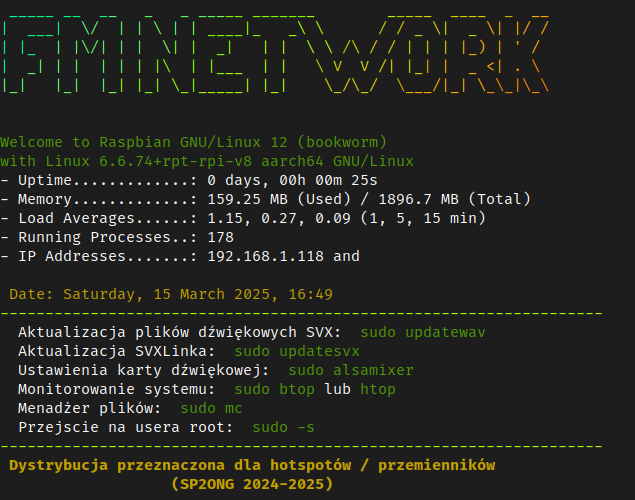 FM NETWORK
Welcome to Raspbian GNU/Linux 12 (bookworm)
with Linux 6.6.74+rpt-rpi-v8 aarch64 GNU/Linux
- Uptime.............: 0 days, 00h 00m 25s
- Memory.............: 159.25 MB (Used) / 1896.7 MB (Total)
- Load Averages......: 1.15, 0.27, 0.09 (1, 5, 15 min)
- Running Processes..: 178
- IP Addresses.......: 192.168.1.118 and
Date: Saturday, 15 March 2025, 16:49
-------------------------------------------------------------------
Aktualizacja plików dźwiękowych SVX: sudo updatewav
Aktualizacja SVXLinka: sudo updatesvx
Ustawienia karty dźwiękowej: sudo alsamixer
Monitorowanie systemu: sudo btop lub htop
Menadżer plików: sudo mc
Przejscie na usera root: sudo -s
-------------------------------------------------------------------
Dystrybucja przeznaczona dla hotspotów / przemienników
(SP2ONG 2024-2025)